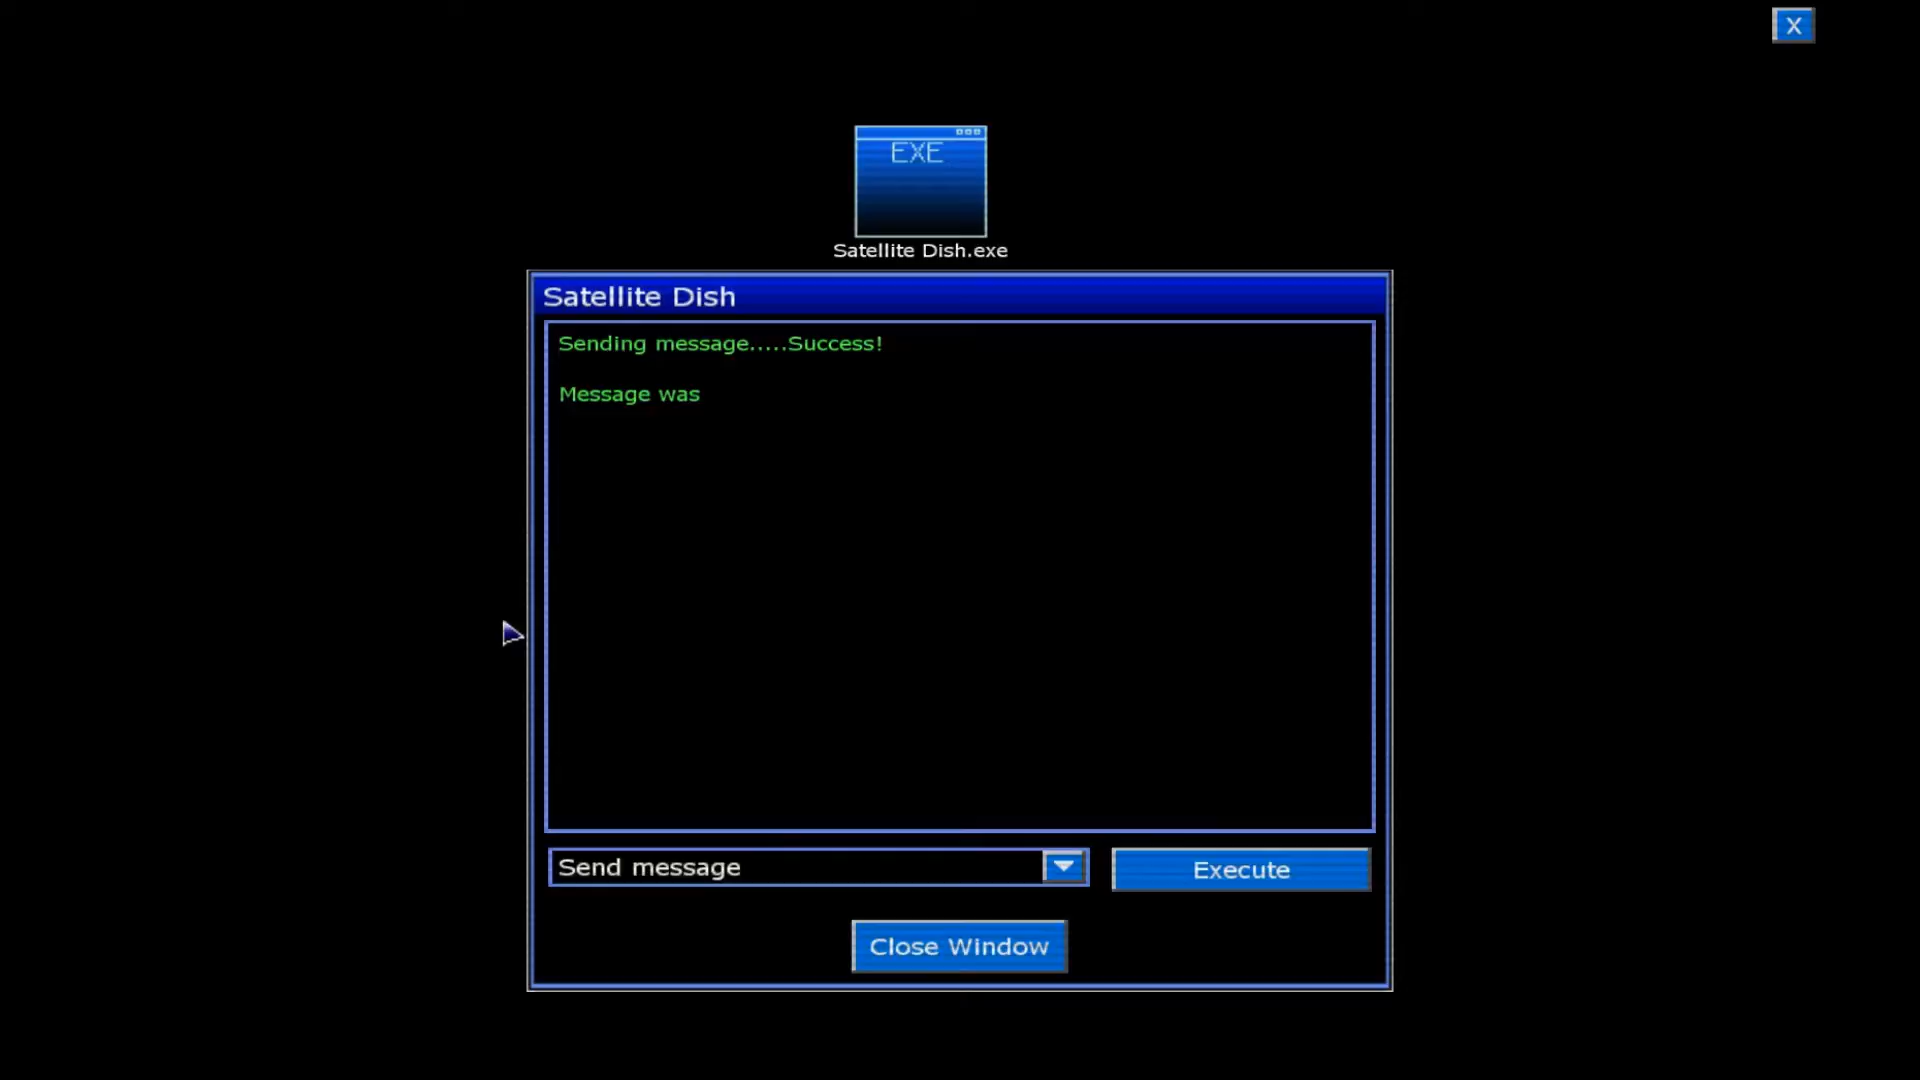 X
EXE
Satellite Dish.exe
Satellite Dish
Sending message.....Success!
Message was
Send message
Execute
Close Window